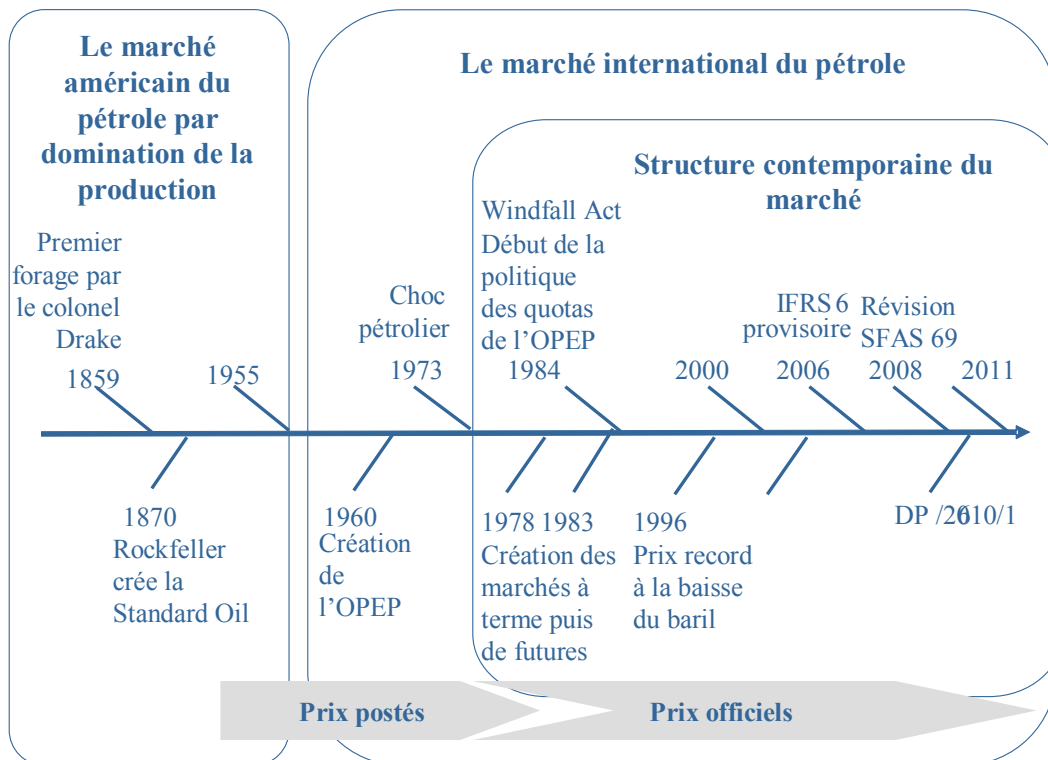 Le marché
américain du
pétrole par
domination de la
production
Le marché international du pétrole
Structure contemporaine du
marché
Premier
forage par
le colonel
Drake
1859
1955
Choc
pétrolier
1973
Windfall Act
Début de la
politique
des quotas
de l’OPEP
1984
2000
IFRS 6
provisoire
2006
Révision
SFAS 69
2008
2011
1870
Rockfeller
crée la
Standard Oil
1960
Création
de
l’OPEP
1978 1983
Création des
marchés à
terme puis
de futures
1996
Prix record
à la baisse
du baril
DP
Prix postés
Prix officiels